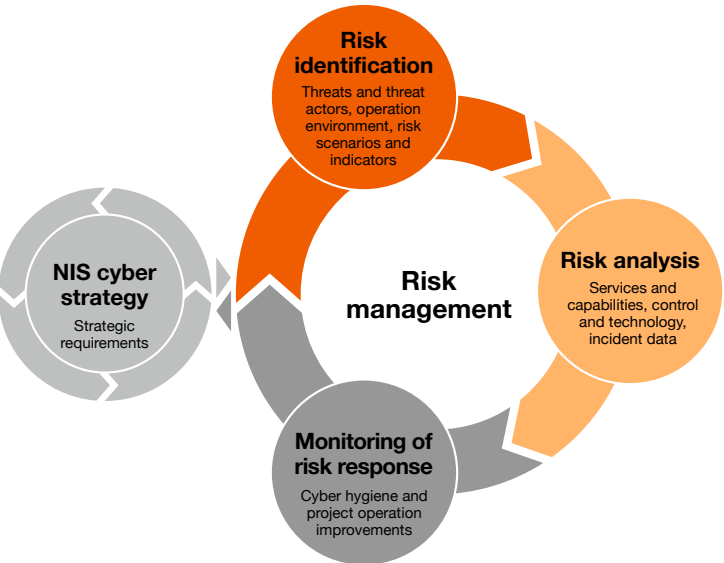 Risk
identification
Threats and threat
actors, operation
environment, risk
scenarios and
indicators
NIS cyber
strategy
Strategic
requirements
Risk
management
Risk analysis
Services and
capabilities, control
and technology,
incident data
Monitoring of
risk response
Cyber hygiene and
project operation
improvements